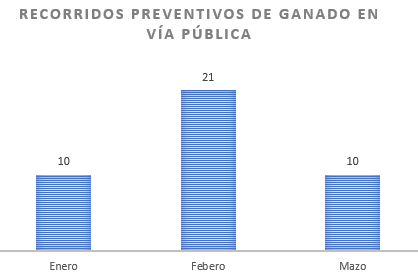 RECORRIDOS PREVENTIVOS DE GANADO EN
VÍA PÚBLICA
21
10
10
Enero
Febero
Mazo